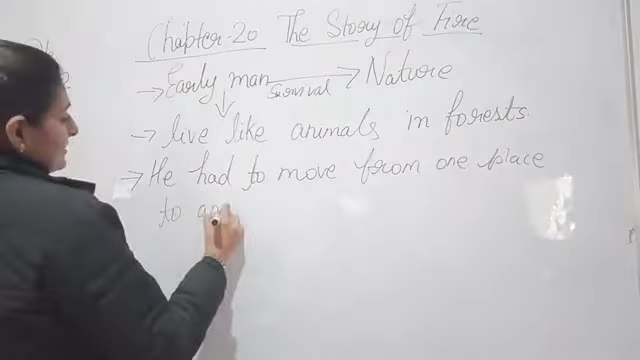 Chapter-20 The Story of Fire
→ Early man → Nature
Survival
↓
→ live like animals in forests.
→ He had to move from one place
to an